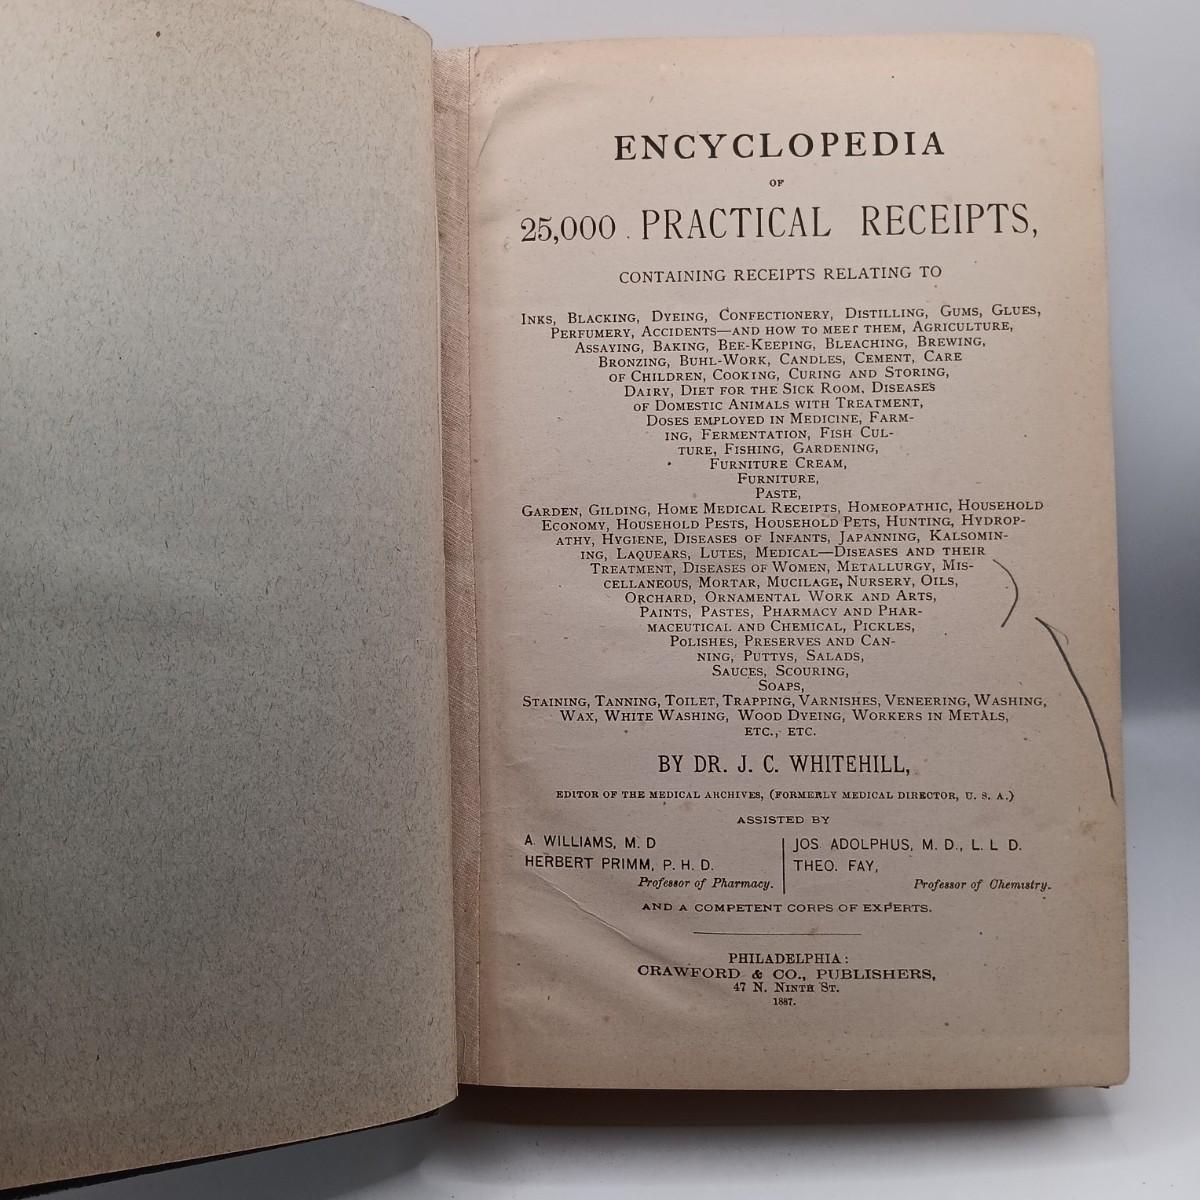 ENCYCLOPEDIA
OF
25,000 PRACTICAL RECEIPTS,
CONTAINING RECEIPTS RELATING TO
INKS, BLACKING, DYEING, CONFECTIONERY, DISTILLING, GUMS, GLUES,
PERFUMERY, ACCIDENTS—AND HOW TO MEET THEM, AGRICULTURE,
ASSAYING, BAKING, BEE-KEEPING, BLEACHING, BREWING,
BRONZING, BUHL-WORK, CANDLES, CEMENT, CARE
OF CHILDREN, COOKING, CURING AND STORING,
DAIRY, DIET FOR THE SICK ROOM, DISEASES
OF DOMESTIC ANIMALS WITH TREATMENT,
DOSES EMPLOYED IN MEDICINE, FARM-
ING, FERMENTATION, FISH CUL-
TURE, FISHING, GARDENING,
FURNITURE CREAM,
FURNITURE,
PASTE,
GARDEN, GILDING, HOME MEDICAL RECEIPTS, HOMEOPATHIC, HOUSEHOLD
ECONOMY, HOUSEHOLD PESTS, HOUSEHOLD PETS, HUNTING, HYDROP-
ATHY, HYGIENE, DISEASES OF INFANTS, JAPANNING, KALSOMIN-
ING, LAQUEARS, LUTES, MEDICAL—DISEASES AND THEIR
TREATMENT, DISEASES OF WOMEN, METALLURGY, MIS-
CELLANEOUS, MORTAR, MUCILAGE, NURSERY, OILS,
ORCHARD, ORNAMENTAL WORK AND ARTS,
PAINTS, PASTES, PHARMACY AND PHAR-
MACEUTICAL AND CHEMICAL, PICKLES,
POLISHES, PRESERVES AND CAN-
NING, PUTTYS, SALADS,
SAUCES, SCOURING,
SOAPS,
STAINING, TANNING, TOILET, TRAPPING, VARNISHES, VENEERING, WASHING,
WAX, WHITE WASHING, WOOD DYEING, WORKERS IN METALS,
ETC., ETC.
BY DR. J. C. WHITEHILL,
EDITOR OF THE MEDICAL ARCHIVES, (FORMERLY MEDICAL DIRECTOR, U. S. A.)
ASSISTED BY
A. WILLIAMS, M. D
HERBERT PRIMM, P. H. D.
Professor of Pharmacy.
JOS. ADOLPHUS, M. D., L. L D.
THEO. FAY,
Professor of Chemistry.
AND A COMPETENT CORPS OF EXPERTS.
PHILADELPHIA:
CRAWFORD & CO., PUBLISHERS,
47 N. NINTH ST.
1887.